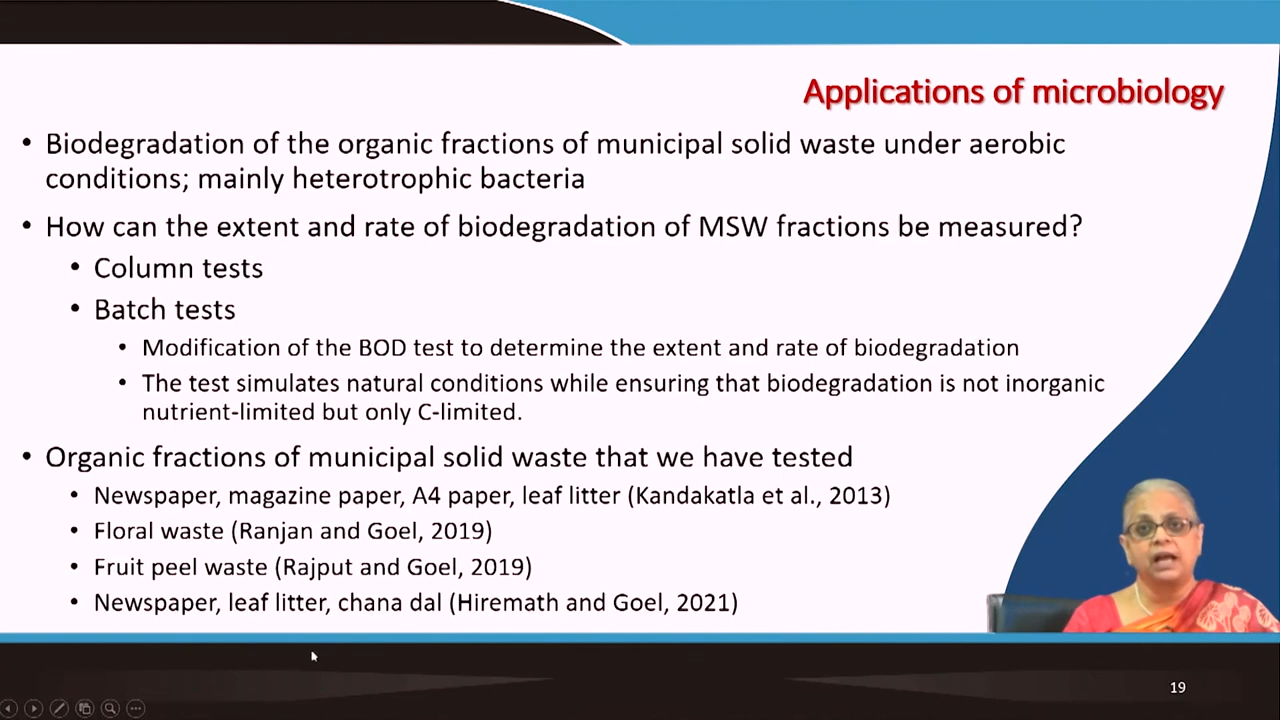 Applications of microbiology
• Biodegradation of the organic fractions of municipal solid waste under aerobic
conditions; mainly heterotrophic bacteria
• How can the extent and rate of biodegradation of MSW fractions be measured?
• Column tests
• Batch tests
• Modification of the BOD test to determine the extent and rate of biodegradation
• The test simulates natural conditions while ensuring that biodegradation is not inorganic
nutrient-limited but only C-limited.
• Organic fractions of municipal solid waste that we have tested
• Newspaper, magazine paper, A4 paper, leaf litter (Kandakatla et al., 2013)
• Floral waste (Ranjan and Goel, 2019)
• Fruit peel waste (Rajput and Goel, 2019)
• Newspaper, leaf litter, chana dal (Hiremath and Goel, 2021)
19